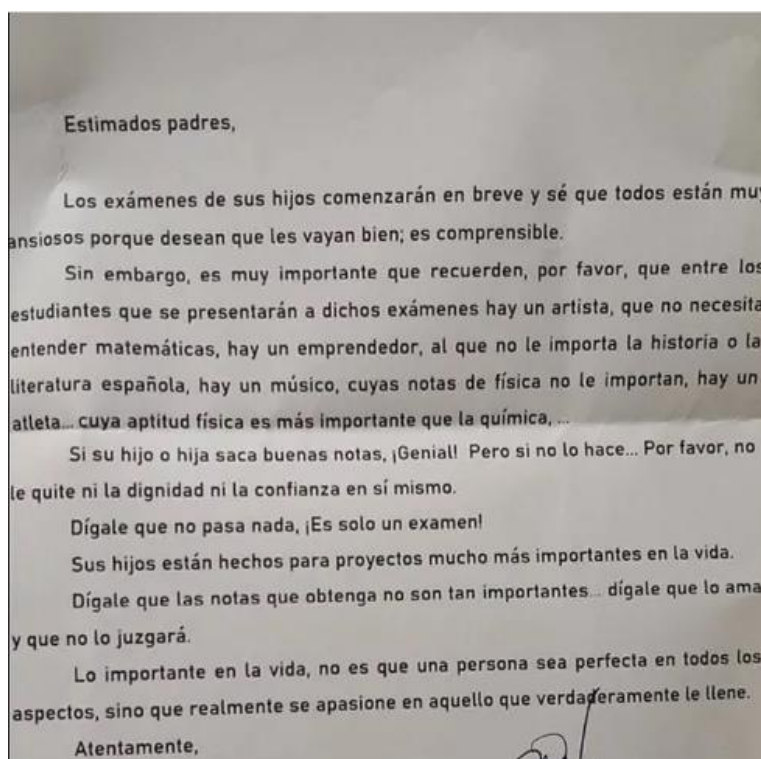 Estimados padres,
Los exámenes de sus hijos comenzarán en breve y sé que todos están muy
ansiosos porque desean que les vayan bien; es comprensible.
Sin embargo, es muy importante que recuerden, por favor, que entre los
estudiantes que se presentarán a dichos exámenes hay un artista, que no necesita
entender matemáticas, hay un emprendedor, al que no le importa la historia o la
literatura española, hay un músico, cuyas notas de física no le importan, hay un
atleta... cuya aptitud física es más importante que la química, ...
Si su hijo o hija saca buenas notas, ¡Genial! Pero si no lo hace... Por favor, no
le quite ni la dignidad ni la confianza en sí mismo.
Dígale que no pasa nada, ¡Es solo un examen!
Sus hijos están hechos para proyectos mucho más importantes en la vida.
Dígale que las notas que obtenga no son tan importantes... dígale que lo ama
y que no lo juzgará.
Lo importante en la vida, no es que una persona sea perfecta en todos los
aspectos, sino que realmente se apasione en aquello que verdaderamente le llene.
Atentamente,